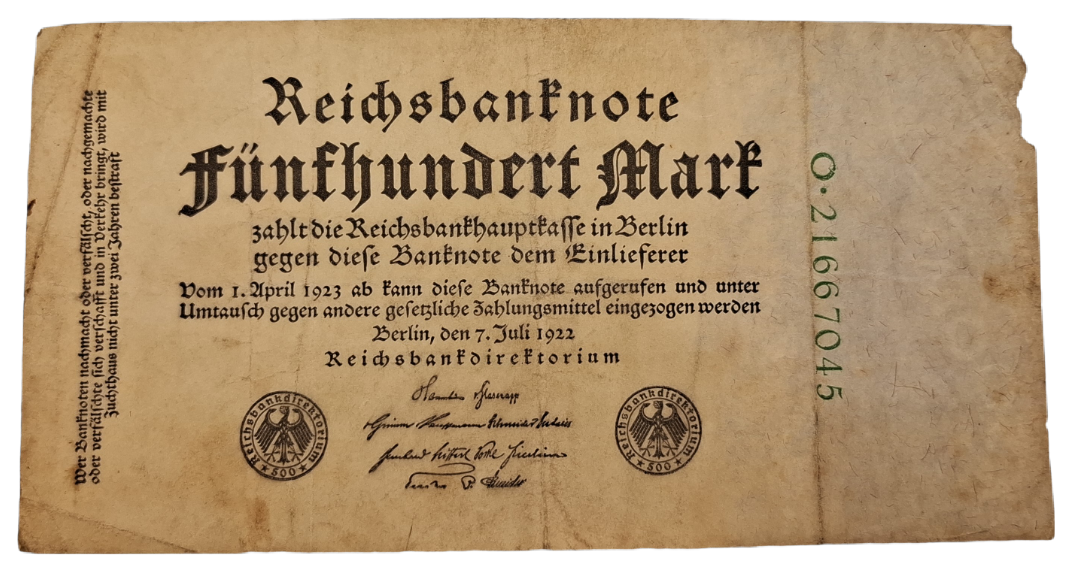 Reichsbanknote
Fünfhundert Mark
zahlt die Reichsbankhauptkasse in Berlin
gegen diese Banknote dem Einlieferer
Vom 1. April 1923 ab kann diese Banknote aufgerufen und unter
Umtausch gegen andere gesetzliche Zahlungsmittel eingezogen werden
Berlin, den 7. Juli 1922
Reichsbankdirektorium
Reichsbankdirektorium
500
Reichsbankdirektorium
500
Wer Banknoten nachmacht oder verfälscht, oder nachgemachte
oder verfälschte sich verschafft und in Verkehr bringt, wird mit
Zuchthaus nicht unter zwei Jahren bestraft
O·21667045